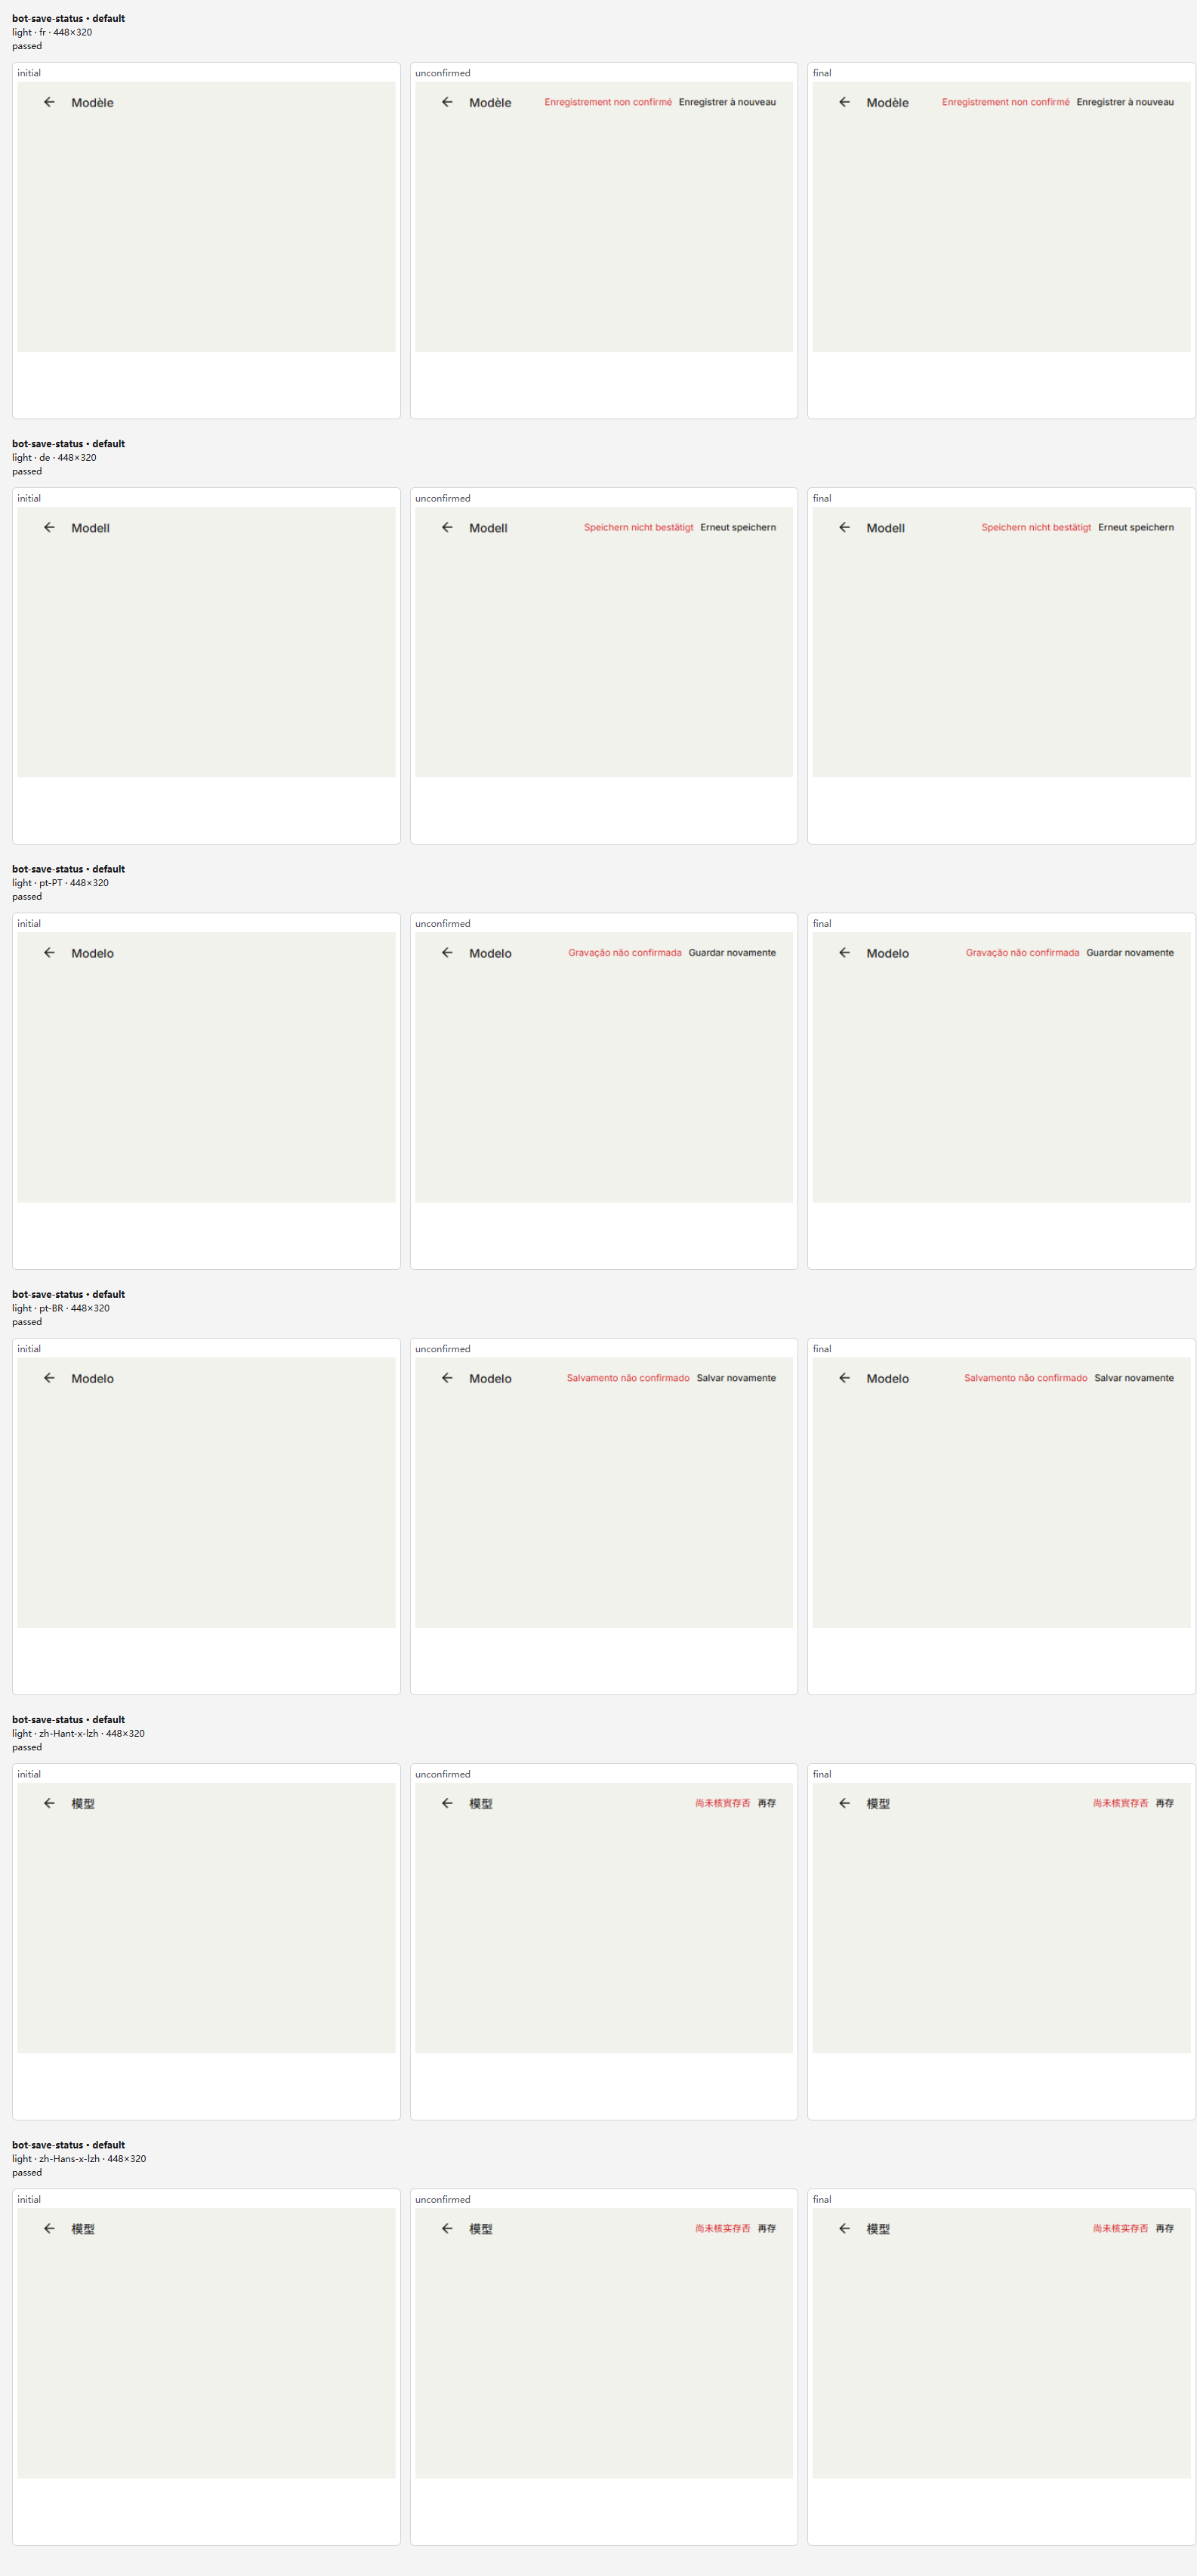 bot-save-status • default
light · fr · 448×320
passed
initial
Modèle
unconfirmed
Modèle Enregistrement non confirmé Enregistrer à nouveau
final
Modèle Enregistrement non confirmé Enregistrer à nouveau
bot-save-status • default
light · de · 448×320
passed
initial
Modell
unconfirmed
Modell Speichern nicht bestätigt Erneut speichern
final
Modell Speichern nicht bestätigt Erneut speichern
bot-save-status • default
light · pt-PT · 448×320
passed
initial
Modelo
unconfirmed
Modelo Gravação não confirmada Guardar novamente
final
Modelo Gravação não confirmada Guardar novamente
bot-save-status • default
light · pt-BR · 448×320
passed
initial
Modelo
unconfirmed
Modelo Salvamento não confirmado Salvar novamente
final
Modelo Salvamento não confirmado Salvar novamente
bot-save-status • default
light · zh-Hant-x-lzh · 448×320
passed
initial
模型
unconfirmed
模型 尚未核實存否 再存
final
模型 尚未核實存否 再存
bot-save-status • default
light · zh-Hans-x-lzh · 448×320
passed
initial
模型
unconfirmed
模型 尚未核实存否 再存
final
模型 尚未核实存否 再存